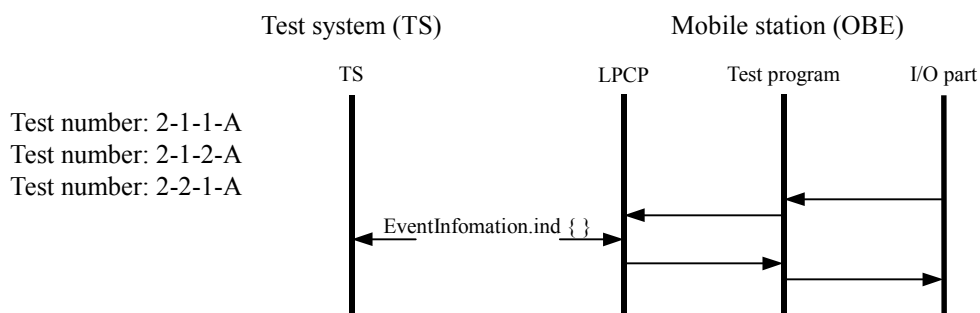 Test system (TS) Mobile station (OBE)
TS LPCP Test program I/O part
Test number: 2-1-1-A
Test number: 2-1-2-A
Test number: 2-2-1-A
EventInfomation.ind { }